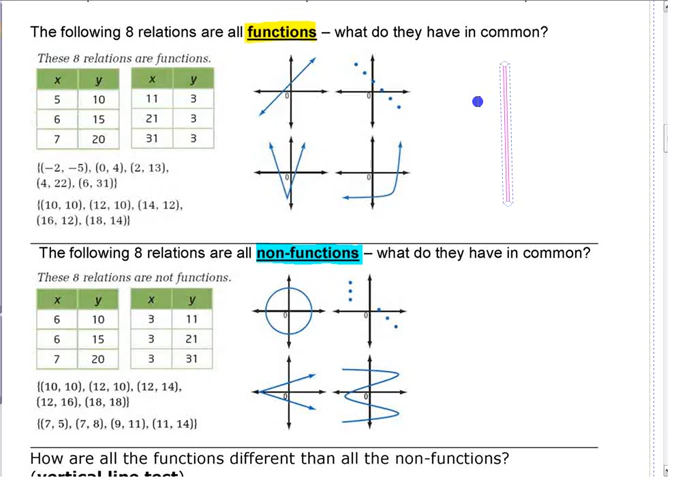 The following 8 relations are all functions – what do they have in common?
These 8 relations are functions.
x y x y
5 10 11 3
6 15 21 3
7 20 31 3
0
0
0
0
{(−2, −5), (0, 4), (2, 13),
(4, 22), (6, 31)}
{(10, 10), (12, 10), (14, 12),
(16, 12), (18, 14)}
The following 8 relations are all non-functions – what do they have in common?
These 8 relations are not functions.
x y x y
6 10 3 11
6 15 3 21
7 20 3 31
0
0
0
0
{(10, 10), (12, 10), (12, 14),
(12, 16), (18, 18)}
{(7, 5), (7, 8), (9, 11), (11, 14)}
How are all the functions different than all the non-functions?
(vertical line test)